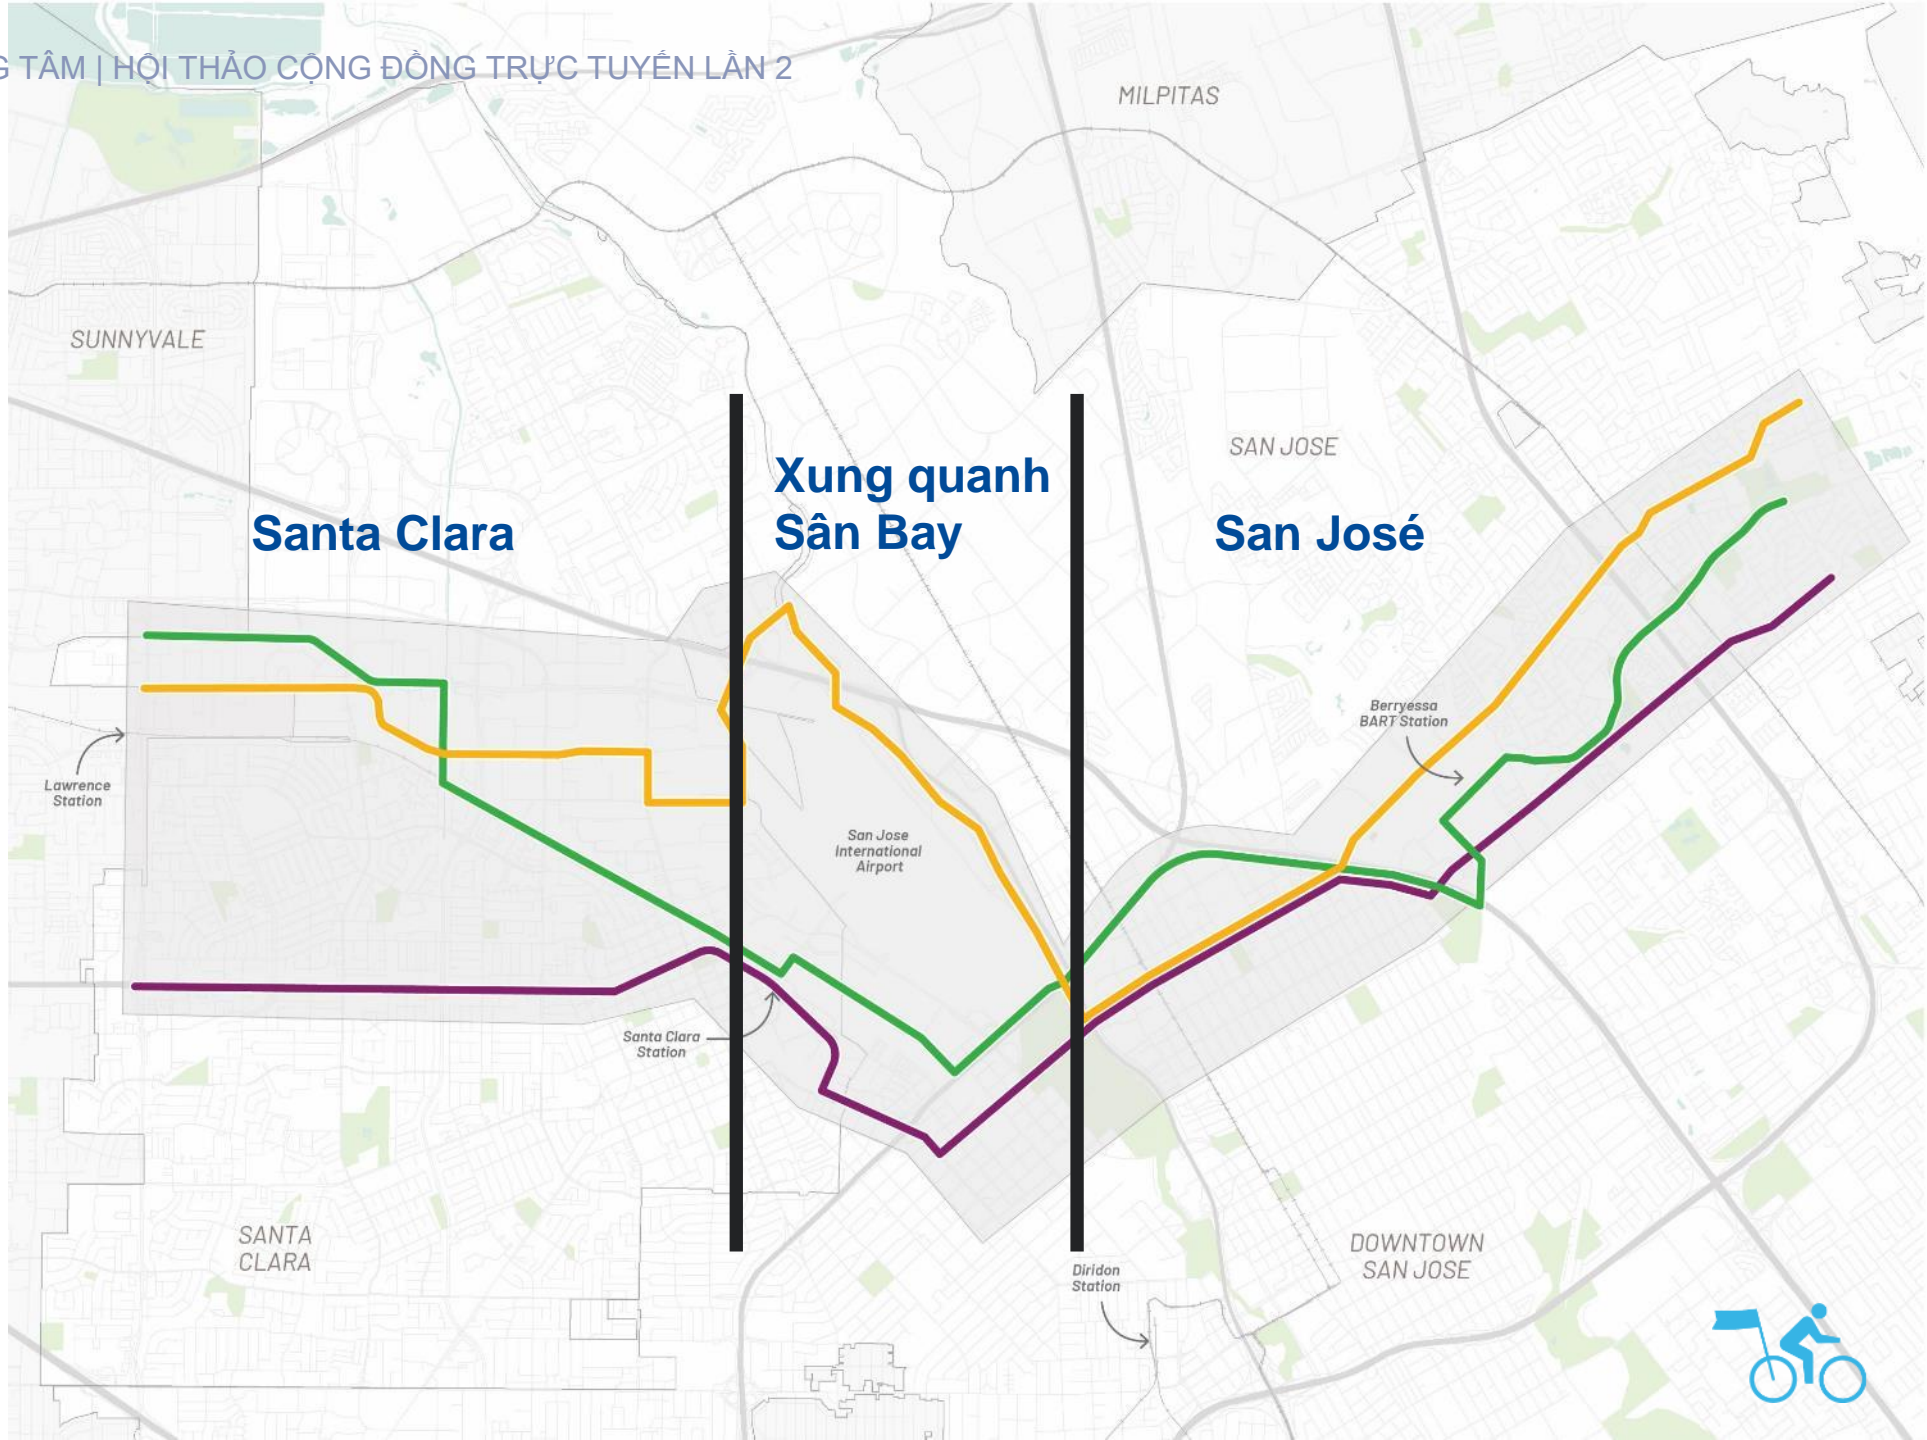 G TÂM | HỘI THẢO CỘNG ĐỒNG TRỰC TUYẾN LẦN 2
MILPITAS
SUNNYVALE
SAN JOSE
Santa Clara
Xung quanh
Sân Bay
San José
Lawrence
Station
Berryessa
BART Station
San Jose
International
Airport
Santa Clara
Station
SANTA
CLARA
Diridon
Station
DOWNTOWN
SAN JOSE